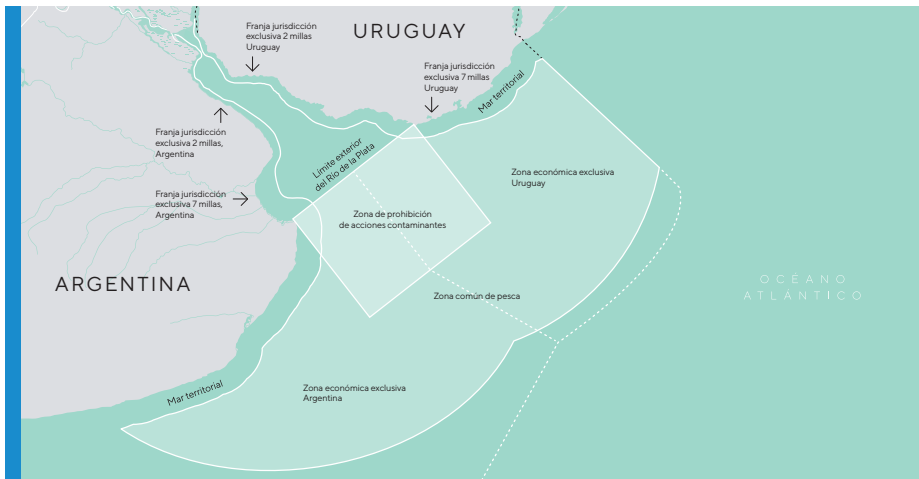 Franja jurisdicción
exclusiva 2 millas
Uruguay
URUGUAY
Franja jurisdicción
exclusiva 7 millas
Uruguay
Mar territorial
Franja jurisdicción
exclusiva 2 millas,
Argentina
Límite exterior
del Río de la Plata
Zona económica exclusiva
Uruguay
Franja jurisdicción
exclusiva 7 millas,
Argentina
Zona de prohibición
de acciones contaminantes
ARGENTINA
OCÉANO
ATLÁNTICO
Zona común de pesca
Mar territorial
Zona económica exclusiva
Argentina